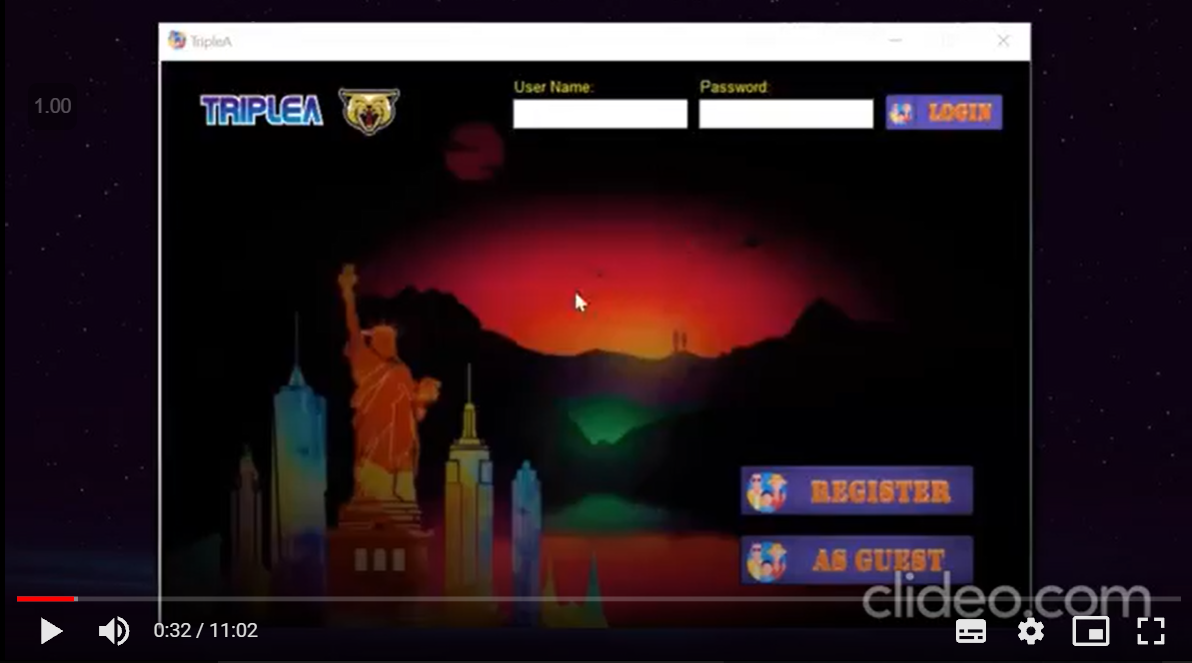 TripleA
1.00
TRIPLEA
User Name:
Password:
LOGIN
REGISTER
AS GUEST
clideo.com
0:32 / 11:02